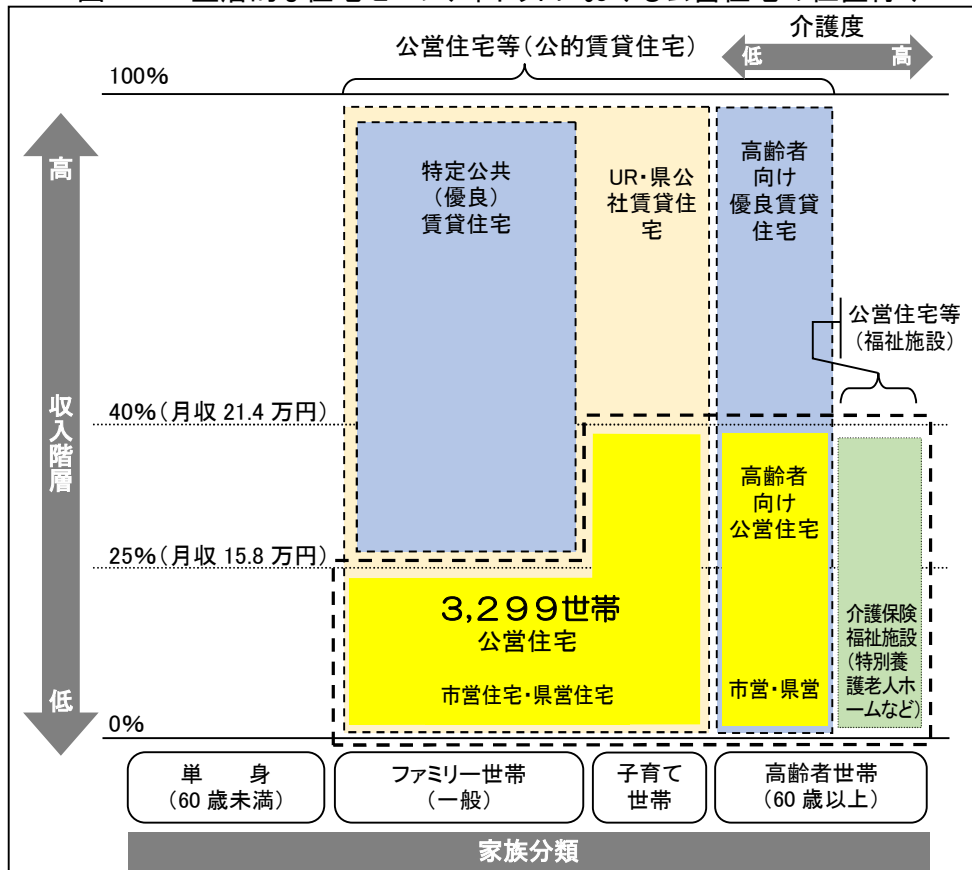 介護度
低
高
公営住宅等(公的賃貸住宅)
100%
高
収入階層
低
特定公共
(優良)
賃貸住宅
UR・県公
社賃貸住
宅
高齢者
向け
優良賃貸
住宅
公営住宅等
(福祉施設)
40%(月収 21.4 万円)
高齢者
向け
公営住宅
25%(月収 15.8 万円)
3,299世帯
公営住宅
市営住宅・県営住宅
市営・県営
介護保険
福祉施設
(特別養
護老人ホ
ームなど)
0%
単 身
(60 歳未満)
ファミリー世帯
(一般)
子育て
世帯
高齢者世帯
(60 歳以上)
家族分類